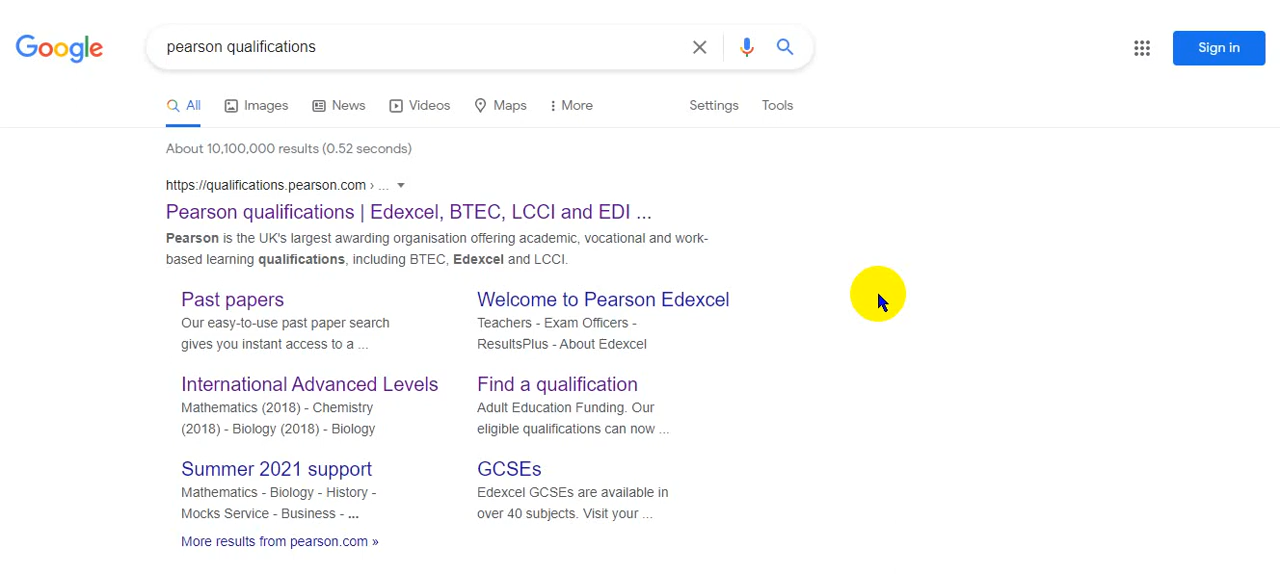 Google
pearson qualifications
Sign in
All Images News Videos Maps More Settings Tools
About 10,100,000 results (0.52 seconds)
https://qualifications.pearson.com › ...
Pearson qualifications | Edexcel, BTEC, LCCI and EDI ...
Pearson is the UK's largest awarding organisation offering academic, vocational and work-
based learning qualifications, including BTEC, Edexcel and LCCI.
Past papers
Our easy-to-use past paper search
gives you instant access to a ...
Welcome to Pearson Edexcel
Teachers - Exam Officers -
ResultsPlus - About Edexcel
International Advanced Levels
Mathematics (2018) - Chemistry
(2018) - Biology (2018) - Biology
Find a qualification
Adult Education Funding. Our
eligible qualifications can now ...
Summer 2021 support
Mathematics - Biology - History -
Mocks Service - Business - ...
GCSEs
Edexcel GCSEs are available in
over 40 subjects. Visit your ...
More results from pearson.com »